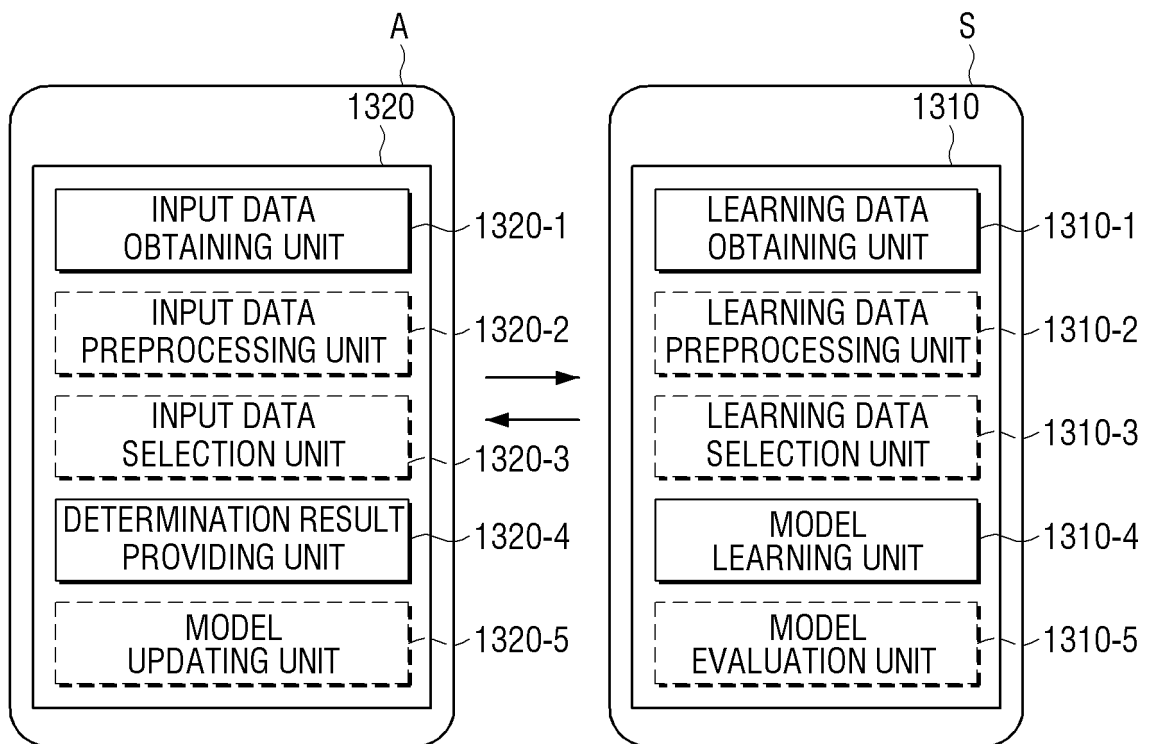 A
1320
INPUT DATA
OBTAINING UNIT
1320-1
INPUT DATA
PREPROCESSING UNIT
1320-2
INPUT DATA
SELECTION UNIT
1320-3
DETERMINATION RESULT
PROVIDING UNIT
1320-4
MODEL
UPDATING UNIT
1320-5
S
1310
LEARNING DATA
OBTAINING UNIT
1310-1
LEARNING DATA
PREPROCESSING UNIT
1310-2
LEARNING DATA
SELECTION UNIT
1310-3
MODEL
LEARNING UNIT
1310-4
MODEL
EVALUATION UNIT
1310-5